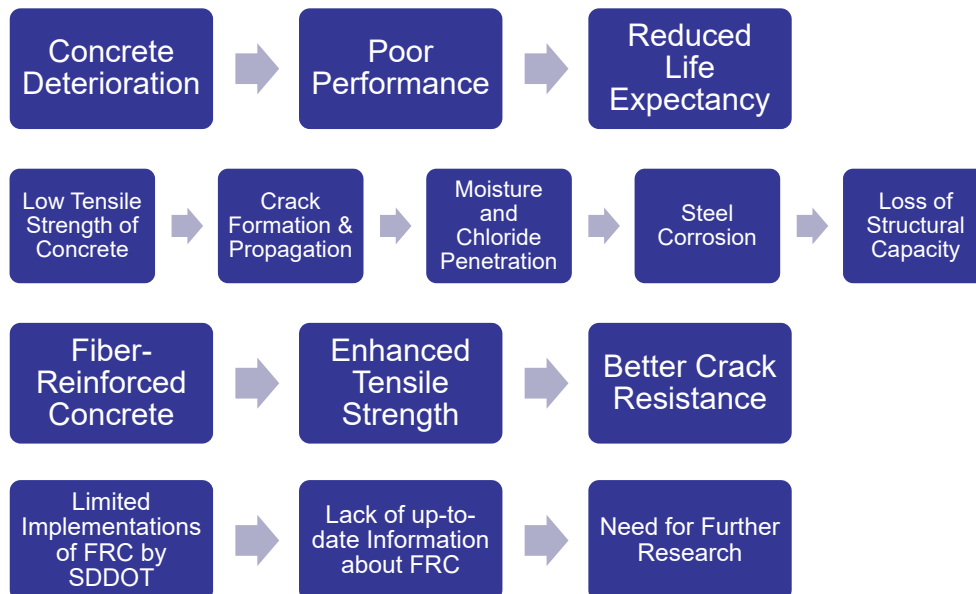 Concrete
Deterioration
Poor
Performance
Reduced
Life
Expectancy
Low Tensile
Strength of
Concrete
Crack
Formation &
Propagation
Moisture
and
Chloride
Penetration
Steel
Corrosion
Loss of
Structural
Capacity
Fiber-
Reinforced
Concrete
Enhanced
Tensile
Strength
Better Crack
Resistance
Limited
Implementations
of FRC by
SDDOT
Lack of up-to-
date Information
about FRC
Need for Further
Research